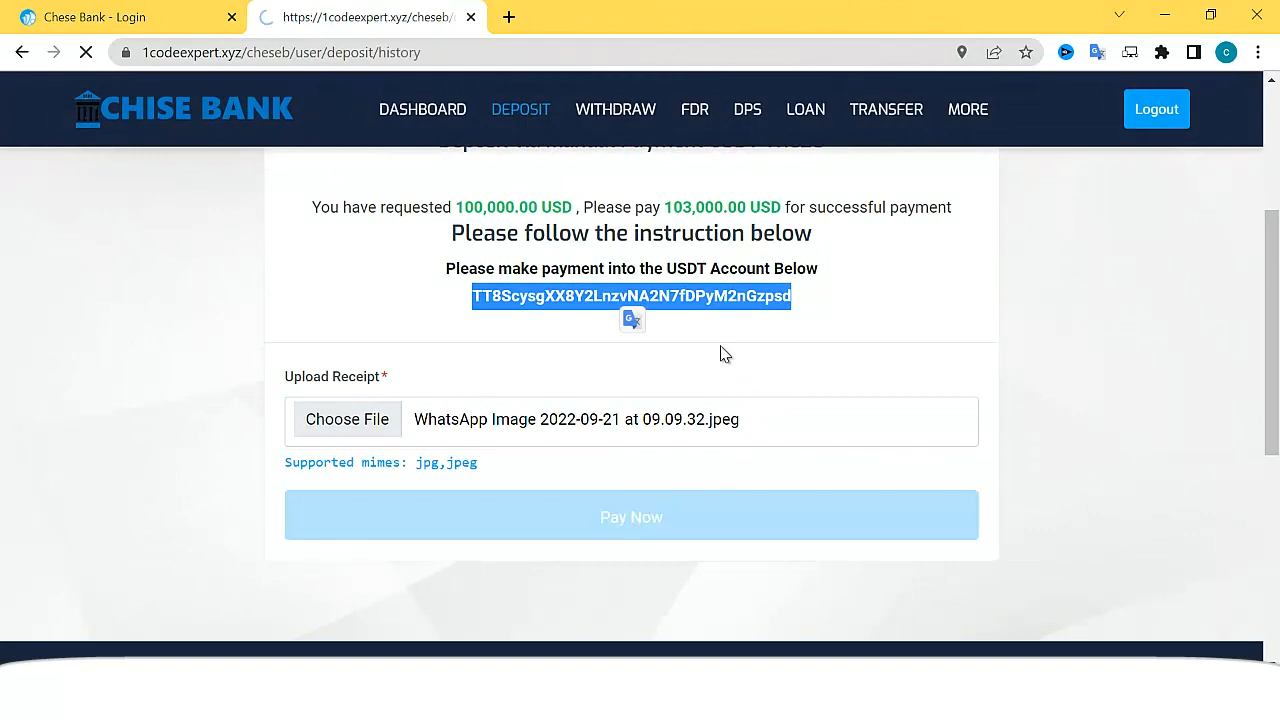 Chese Bank - Login
https://1codeexpert.xyz/cheseb/
1codeexpert.xyz/cheseb/user/deposit/history
C
CHISE BANK
DASHBOARD
DEPOSIT
WITHDRAW
FDR
DPS
LOAN
TRANSFER
MORE
Logout
You have requested 100,000.00 USD , Please pay 103,000.00 USD for successful payment
Please follow the instruction below
Please make payment into the USDT Account Below
TT8ScysgXX8Y2LnzvNA2N7fDPyM2nGzpsd
Upload Receipt*
Choose File WhatsApp Image 2022-09-21 at 09.09.32.jpeg
Supported mimes: jpg,jpeg
Pay Now